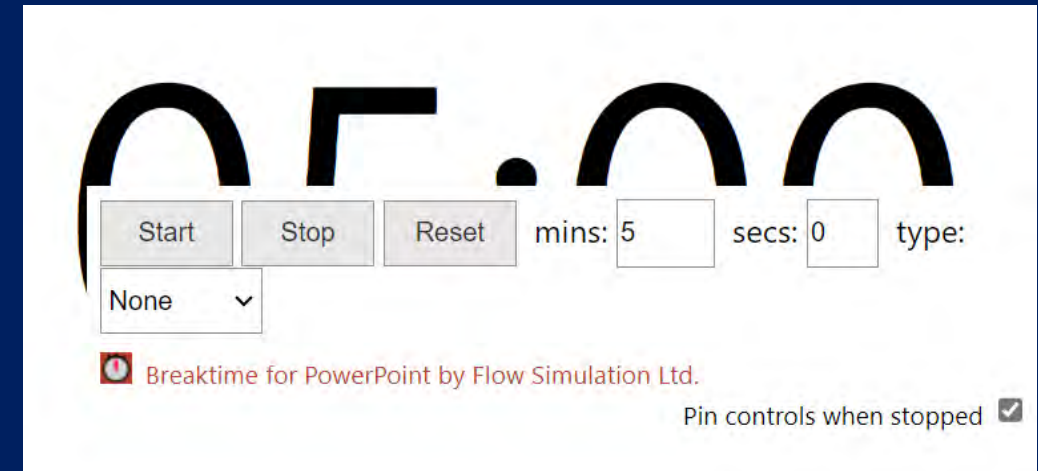 05:00
Start Stop Reset mins: 5 secs: 0 type:
None
Breaktime for PowerPoint by Flow Simulation Ltd.
Pin controls when stopped